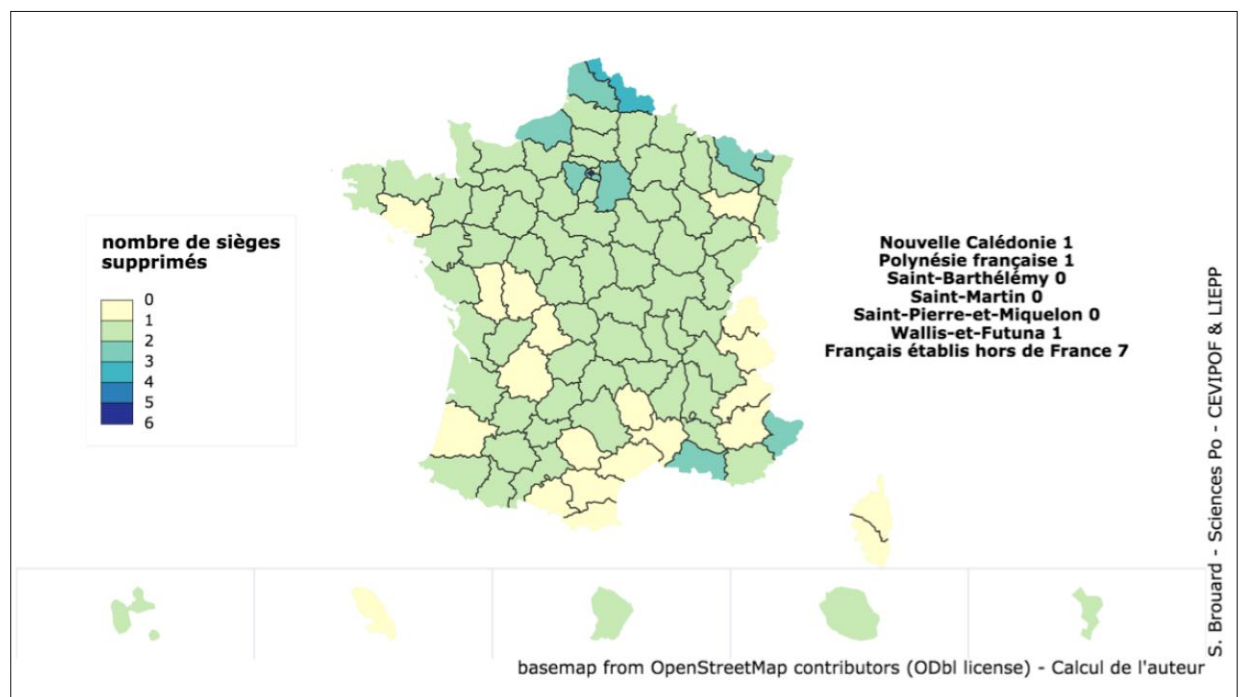 nombre de sièges
supprimés
0
1
2
3
4
5
6
Nouvelle Calédonie 1
Polynésie française 1
Saint-Barthélémy 0
Saint-Martin 0
Saint-Pierre-et-Miquelon 0
Wallis-et-Futuna 1
Français établis hors de France 7
S. Brouard - Sciences Po - CEVIPOF & LIEPP
basemap from OpenStreetMap contributors (ODbl license) - Calcul de l'auteur